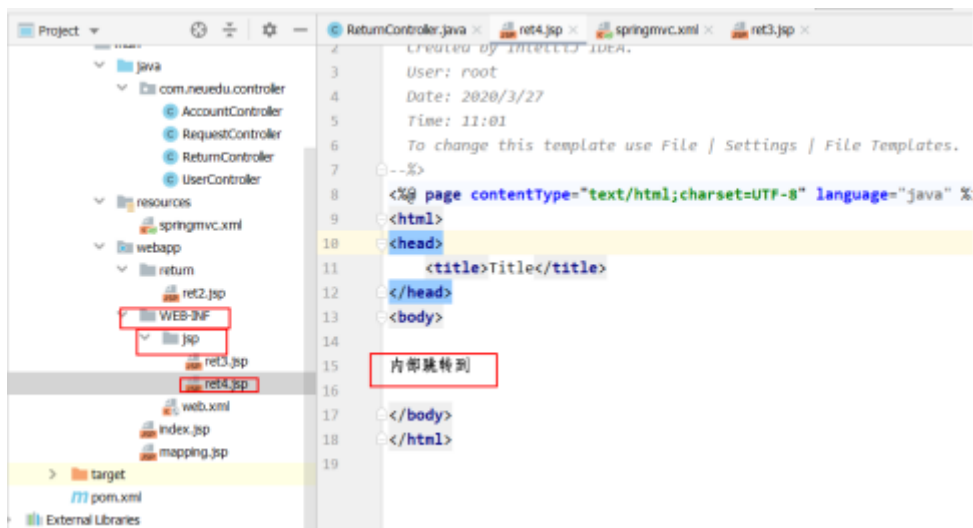 Project
ReturnController.java
ret4.jsp
springmvc.xml
ret3.jsp
main
java
com.neuedu.controller
AccountController
RequestController
ReturnController
UserController
resources
springmvc.xml
webapp
return
ret2.jsp
WEB-INF
jsp
ret3.jsp
ret4.jsp
web.xml
index.jsp
mapping.jsp
target
pom.xml
External Libraries
2 Created by IntelliJ IDEA.
3 User: root
4 Date: 2020/3/27
5 Time: 11:01
6 To change this template use File | Settings | File Templates.
7 --%>
8 <%@ page contentType="text/html;charset=UTF-8" language="java" %
9 <html>
10 <head>
11 <title>Title</title>
12 </head>
13 <body>
14
15 内部跳转到
16
17 </body>
18 </html>
19